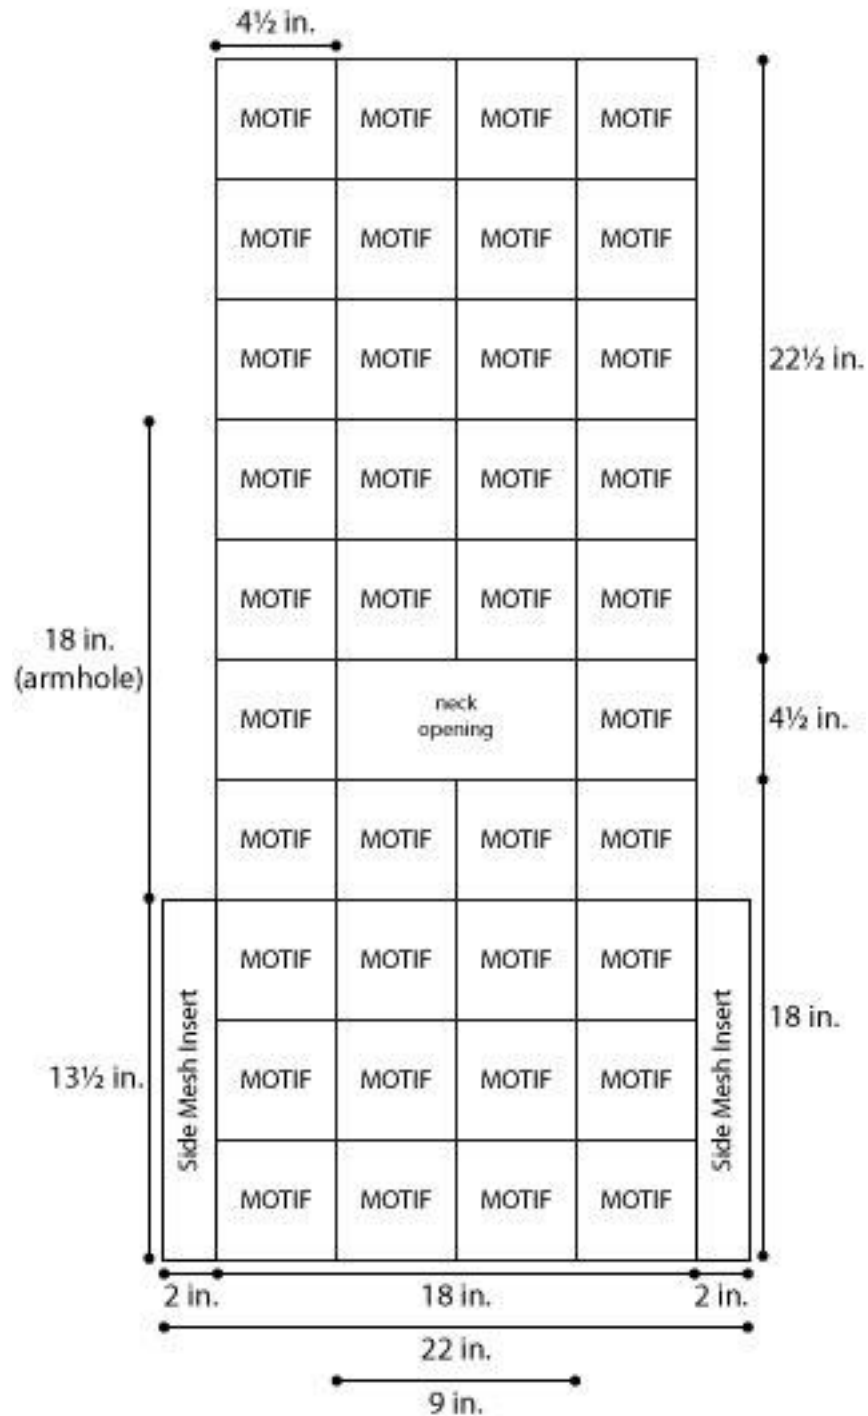 4½ in.
MOTIF MOTIF MOTIF MOTIF
MOTIF MOTIF MOTIF MOTIF
MOTIF MOTIF MOTIF MOTIF
22½ in.
MOTIF MOTIF MOTIF MOTIF
MOTIF MOTIF MOTIF MOTIF
18 in.
(armhole)
MOTIF
neck
opening
MOTIF
4½ in.
MOTIF MOTIF MOTIF MOTIF
MOTIF MOTIF MOTIF MOTIF
18 in.
13½ in.
Side Mesh Insert
MOTIF MOTIF MOTIF MOTIF
Side Mesh Insert
MOTIF MOTIF MOTIF MOTIF
2 in.
18 in.
2 in.
22 in.
9 in.